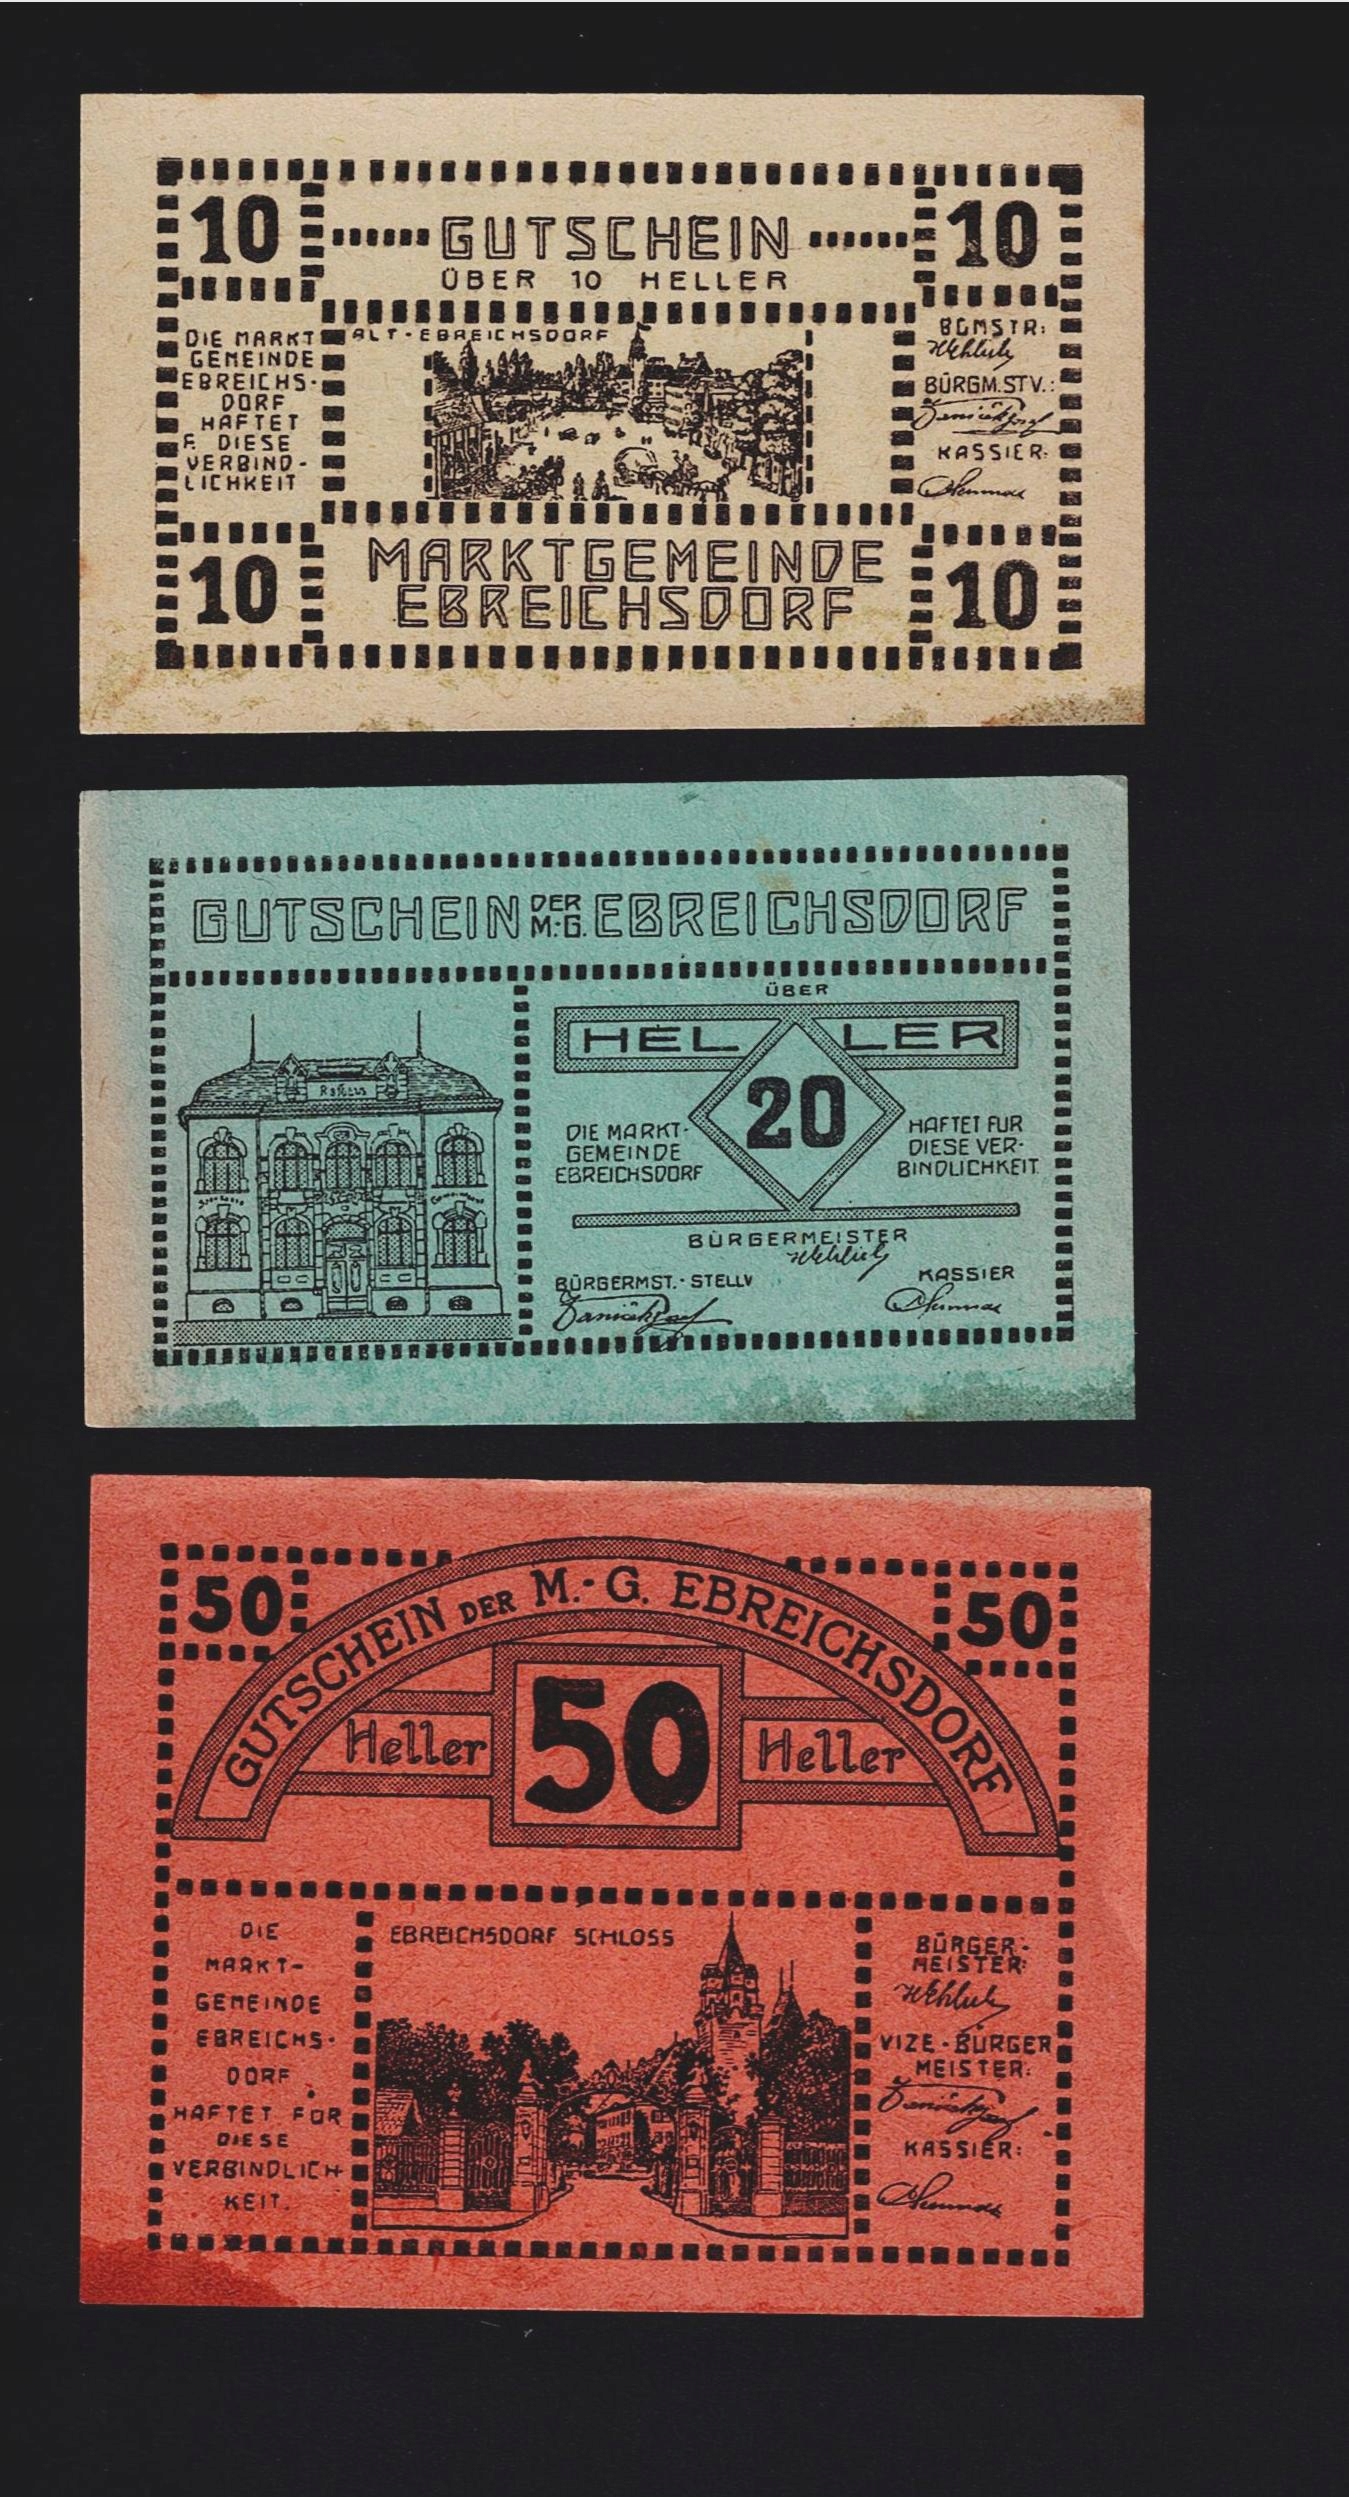 10
GUTSCHEIN
10
ÜBER 10 HELLER
DIE MARKT
GEMEINDE
EBREICHS-
DORF
HAFTET
F. DIESE
VERBIND-
LICHKEIT
ALT-EBREICHSDORF
BGMSTR:
BÜRGM.STV.:
KASSIER:
10
MARKTGEMEINDE
EBREICHSDORF
10
GUTSCHEIN DER M.-G. EBREICHSDORF
ÜBER
HEL LER
20
Rathaus
DIE MARKT-
GEMEINDE
EBREICHSDORF
HAFTET FÜR
DIESE VER-
BINDLICHKEIT
BÜRGERMEISTER
BÜRGERMST.-STELLV
KASSIER
50
GUTSCHEIN DER M.-G. EBREICHSDORF
50
Heller 50 Heller
DIE
MARKT-
GEMEINDE
EBREICHS-
DORF
HAFTET FÜR
DIESE
VERBINDLICH-
KEIT.
EBREICHSDORF SCHLOSS
BÜRGER-
MEISTER:
VIZE-BÜRGER
MEISTER:
KASSIER: